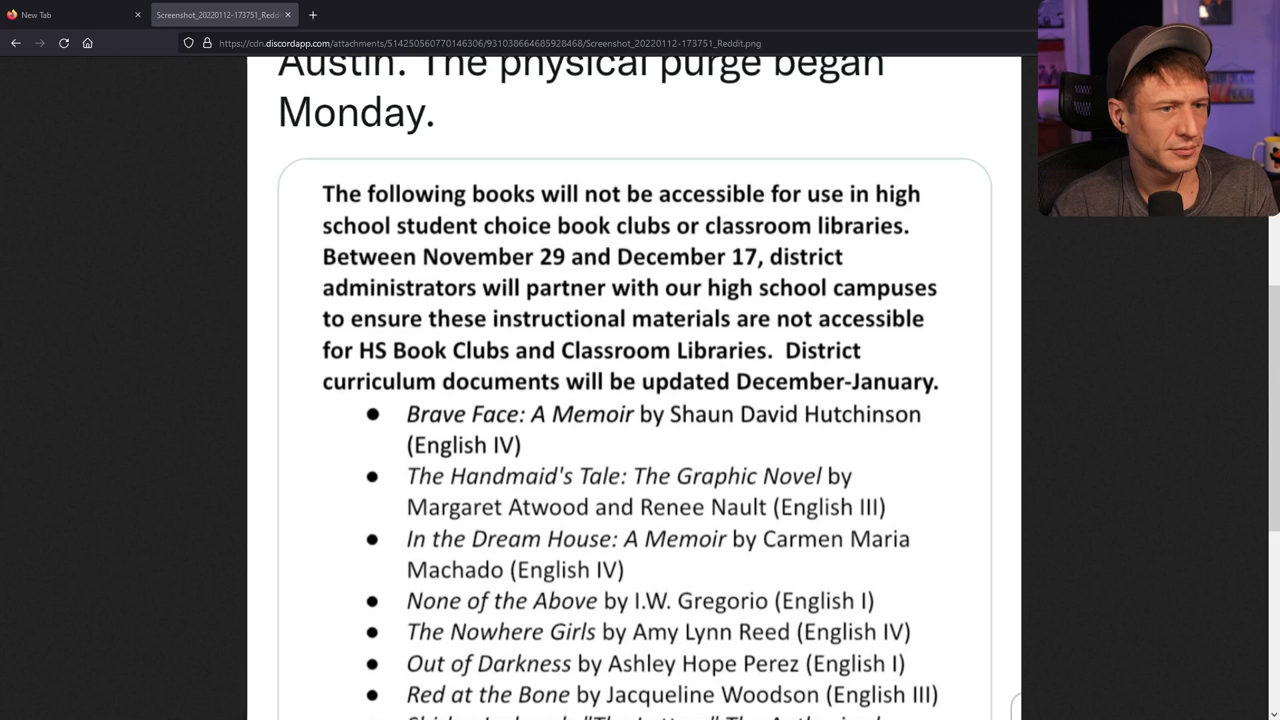 New Tab
Screenshot_20220112-173751_Reddi
https://cdn.discordapp.com/attachments/514250560770146306/931038664685928468/Screenshot_20220112-173751_Reddit.png
Austin. The physical purge began
Monday.
The following books will not be accessible for use in high
school student choice book clubs or classroom libraries.
Between November 29 and December 17, district
administrators will partner with our high school campuses
to ensure these instructional materials are not accessible
for HS Book Clubs and Classroom Libraries. District
curriculum documents will be updated December-January.
● Brave Face: A Memoir by Shaun David Hutchinson
(English IV)
● The Handmaid's Tale: The Graphic Novel by
Margaret Atwood and Renee Nault (English III)
● In the Dream House: A Memoir by Carmen Maria
Machado (English IV)
● None of the Above by I.W. Gregorio (English I)
● The Nowhere Girls by Amy Lynn Reed (English IV)
● Out of Darkness by Ashley Hope Perez (English I)
● Red at the Bone by Jacqueline Woodson (English III)